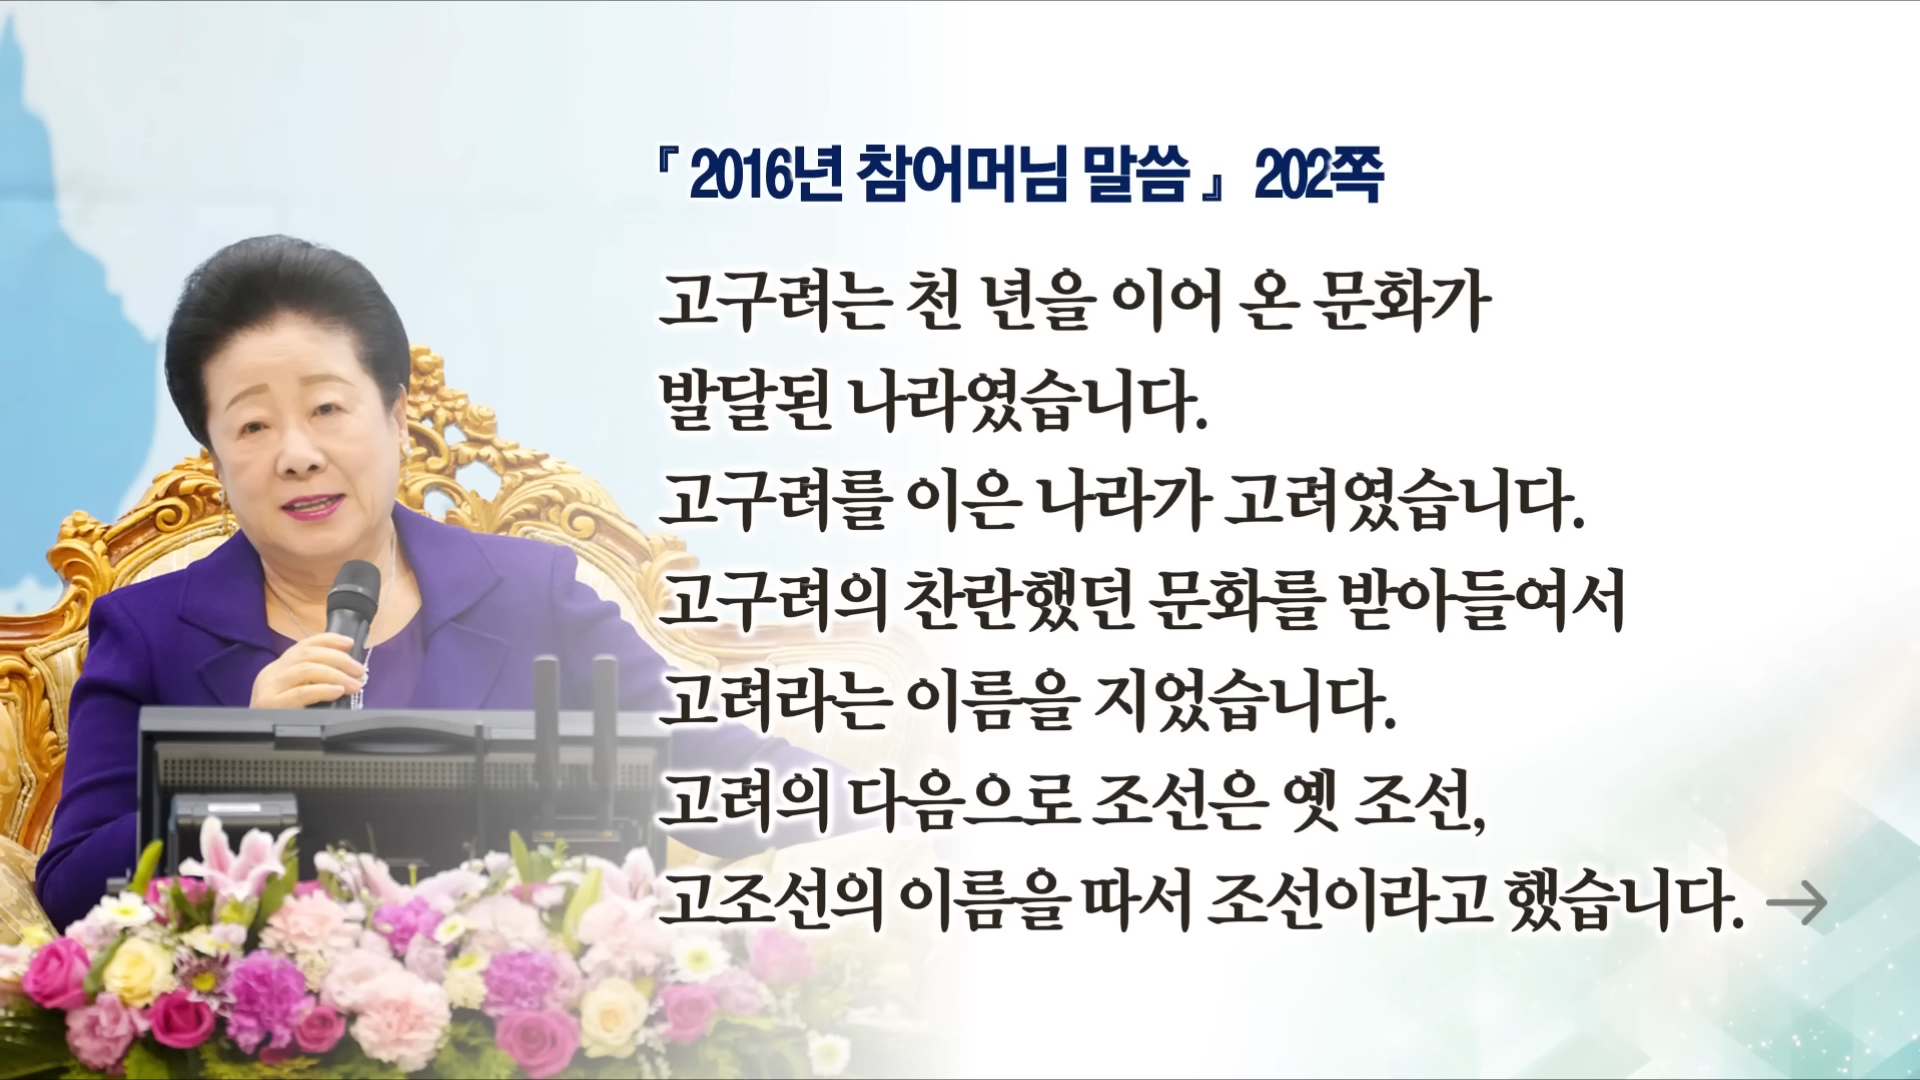 『 2016년 참어머님 말씀 』 202쪽
고구려는 천 년을 이어 온 문화가
발달된 나라였습니다.
고구려를 이은 나라가 고려였습니다.
고구려의 찬란했던 문화를 받아들여서
고려라는 이름을 지었습니다.
고려의 다음으로 조선은 옛 조선,
고조선의 이름을 따서 조선이라고 했습니다. →